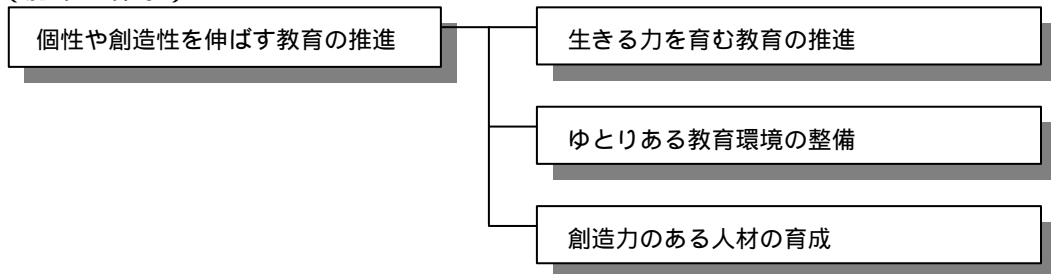 個性や創造性を伸ばす教育の推進
生きる力を育む教育の推進
ゆとりある教育環境の整備
創造力のある人材の育成